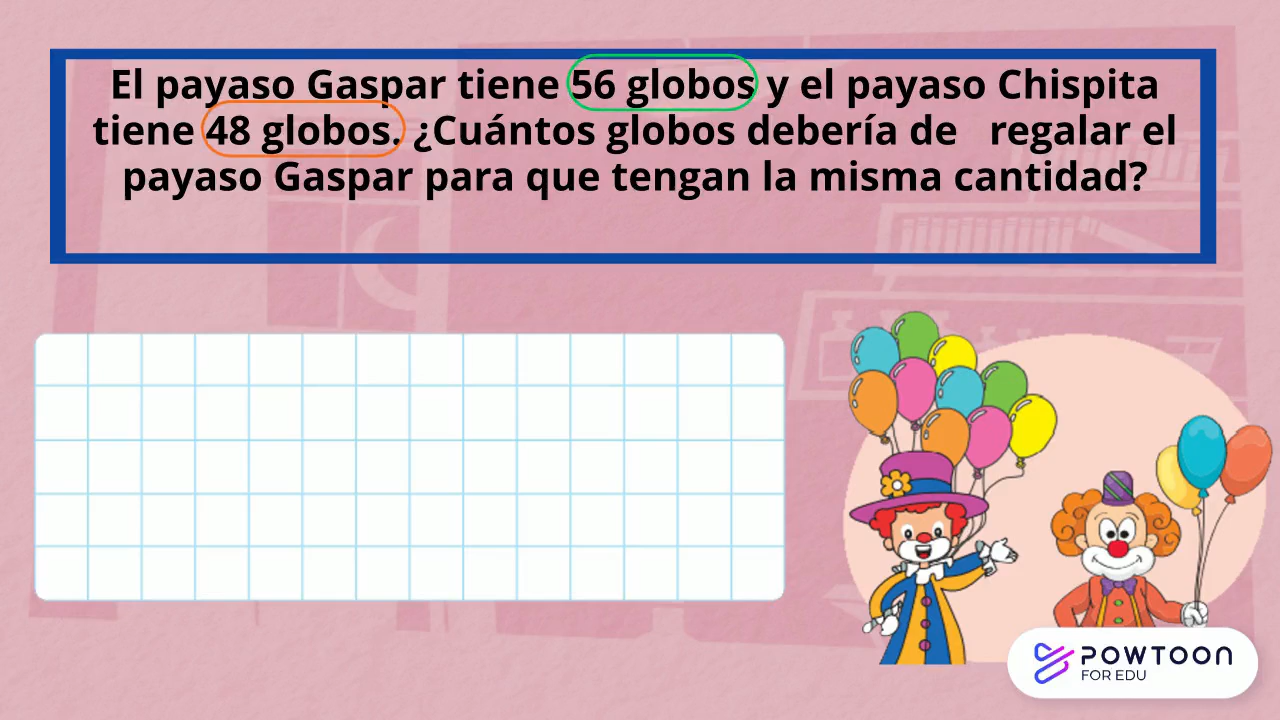 El payaso Gaspar tiene 56 globos y el payaso Chispita
tiene 48 globos. ¿Cuántos globos debería de regalar el
payaso Gaspar para que tengan la misma cantidad?
POWTOON
FOR EDU